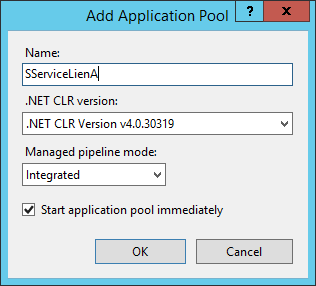 Add Application Pool
?
Name:
SServiceLienA
.NET CLR version:
.NET CLR Version v4.0.30319
Managed pipeline mode:
Integrated
Start application pool immediately
OK
Cancel